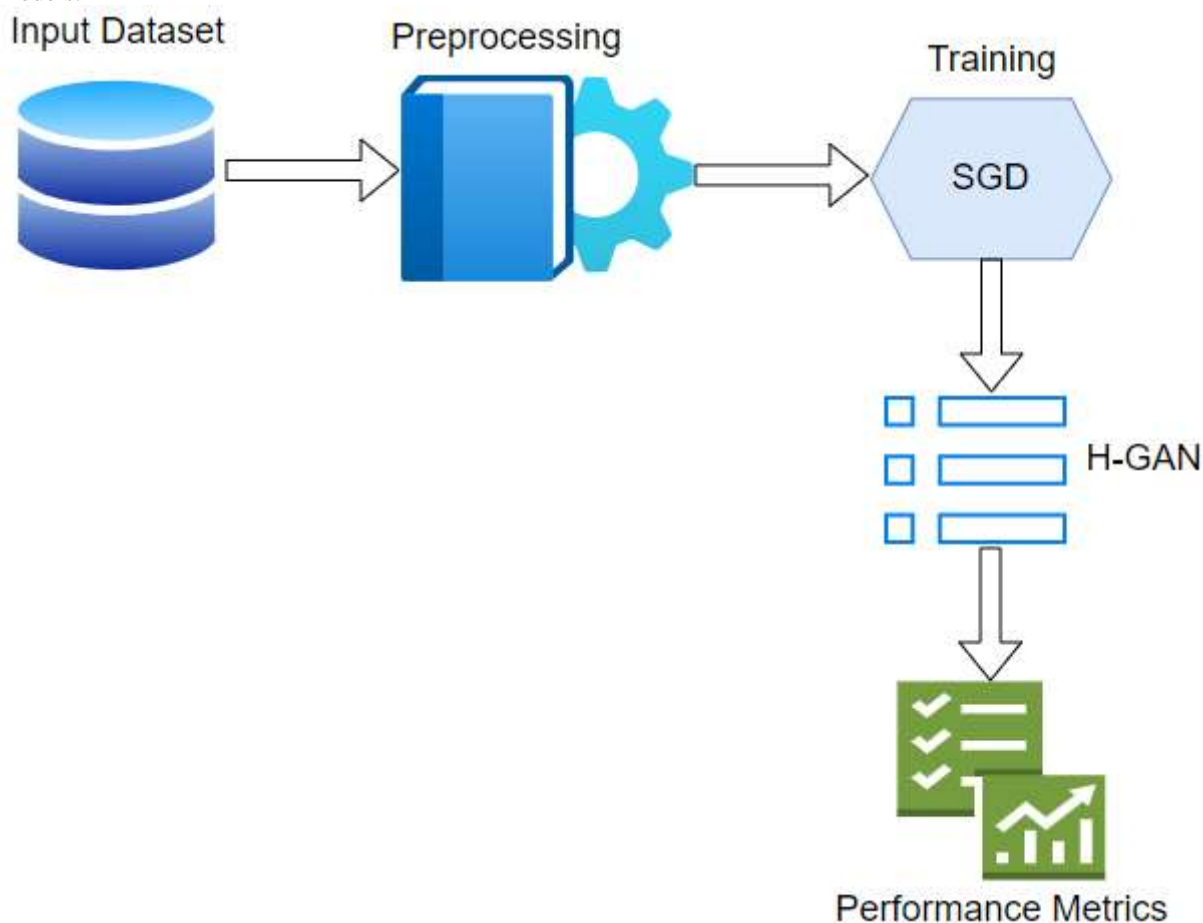 Input Dataset
Preprocessing
Training
SGD
H-GAN
Performance Metrics